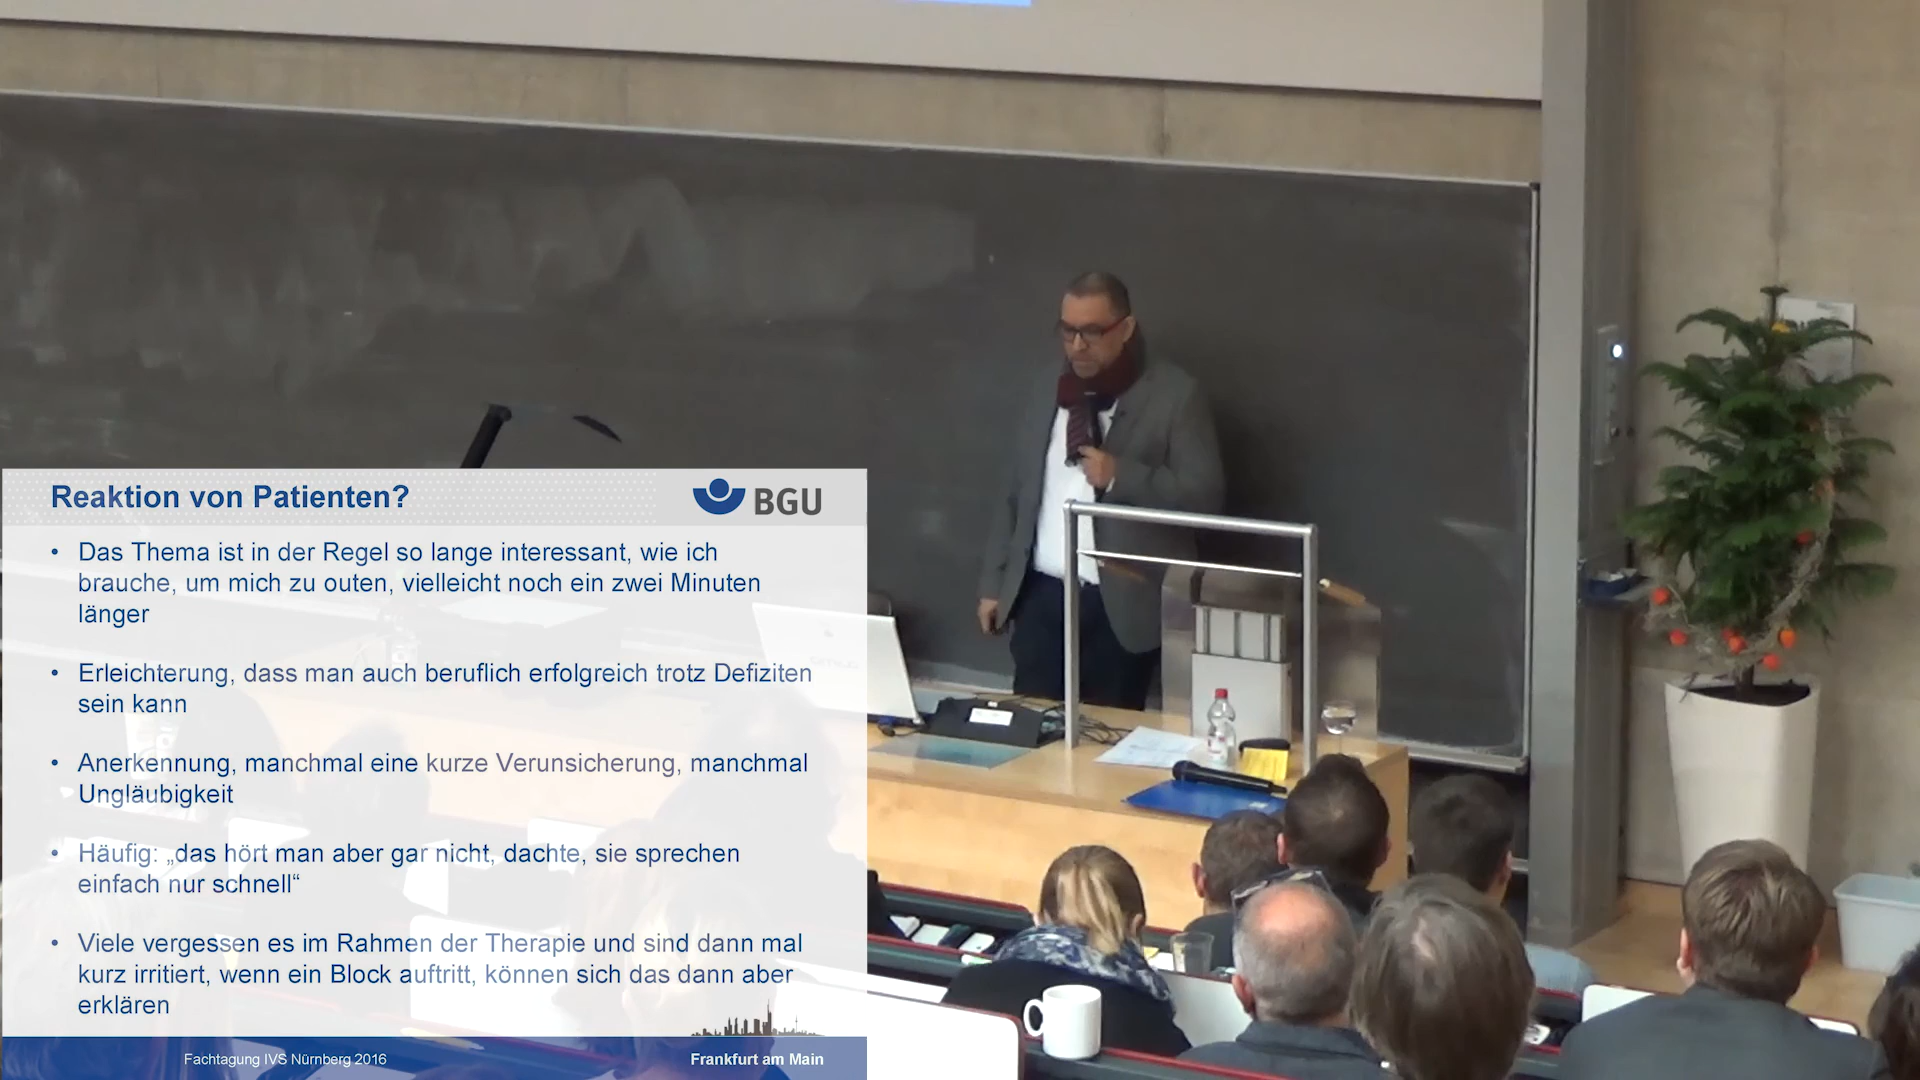 Reaktion von Patienten?
BGU
• Das Thema ist in der Regel so lange interessant, wie ich
brauche, um mich zu outen, vielleicht noch ein zwei Minuten
länger
• Erleichterung, dass man auch beruflich erfolgreich trotz Defiziten
sein kann
• Anerkennung, manchmal eine kurze Verunsicherung, manchmal
Ungläubigkeit
• Häufig: „das hört man aber gar nicht, dachte, sie sprechen
einfach nur schnell“
• Viele vergessen es im Rahmen der Therapie und sind dann mal
kurz irritiert, wenn ein Block auftritt, können sich das dann aber
erklären
Fachtagung IVS Nürnberg 2016
Frankfurt am Main